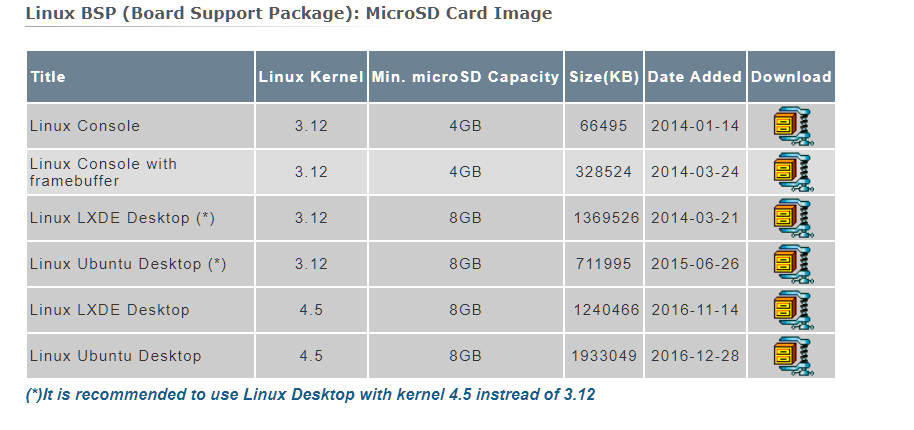 Linux BSP (Board Support Package): MicroSD Card Image
Title Linux Kernel Min. microSD Capacity Size(KB) Date Added Download
Linux Console 3.12 4GB 66495 2014-01-14
Linux Console with
framebuffer 3.12 4GB 328524 2014-03-24
Linux LXDE Desktop (*) 3.12 8GB 1369526 2014-03-21
Linux Ubuntu Desktop (*) 3.12 8GB 711995 2015-06-26
Linux LXDE Desktop 4.5 8GB 1240466 2016-11-14
Linux Ubuntu Desktop 4.5 8GB 1933049 2016-12-28
(*)It is recommended to use Linux Desktop with kernel 4.5 instread of 3.12